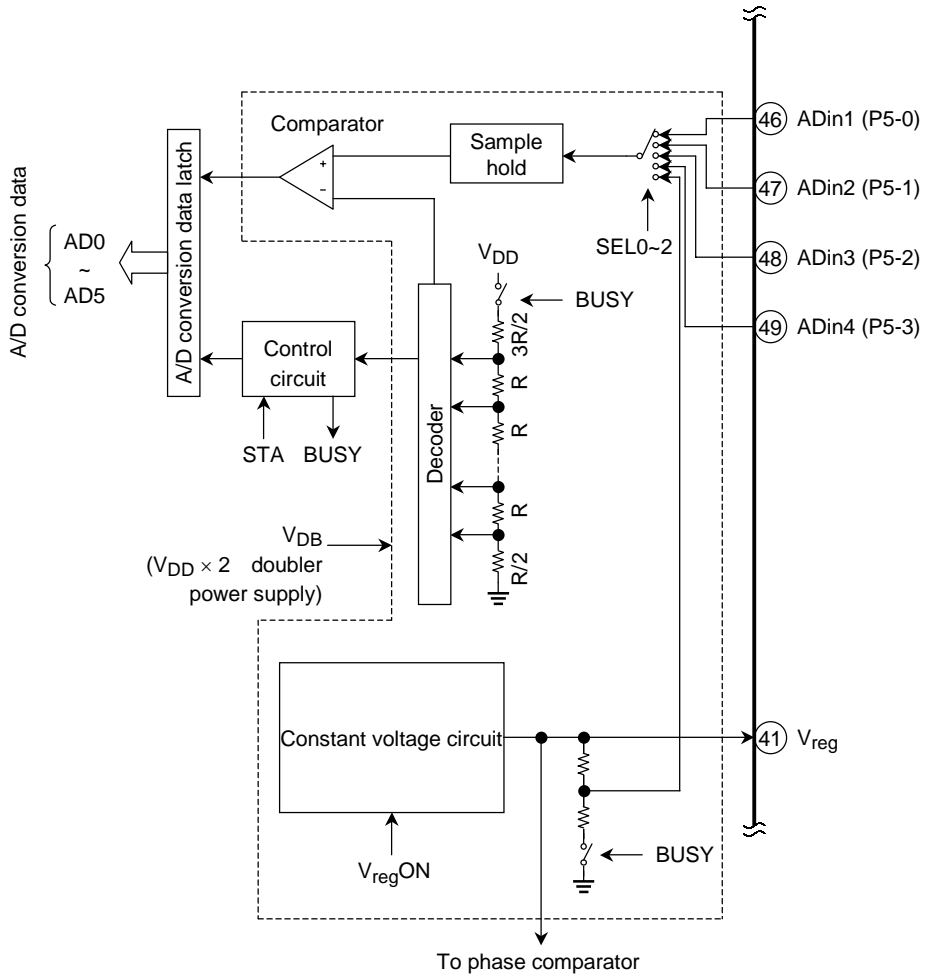 A/D conversion data
AD0
~
AD5
A/D conversion data latch
Comparator
+
−
Sample
hold
SEL0~2
46 ADin1 (P5-0)
47 ADin2 (P5-1)
48 ADin3 (P5-2)
49 ADin4 (P5-3)
Control
circuit
STA BUSY
Decoder
VDD
BUSY
3R/2
R
R
R
R/2
VDB
(VDD × 2 doubler
power supply)
Constant voltage circuit
VregON
41 Vreg
BUSY
To phase comparator